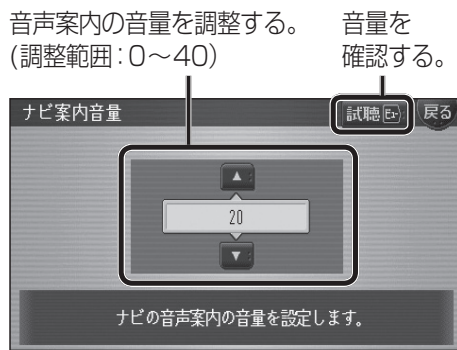 音声案内の音量を調整する。
(調整範囲：0～40)
音量を
確認する。
ナビ案内音量
試聴
戻る
▲
20
▼
ナビの音声案内の音量を設定します。